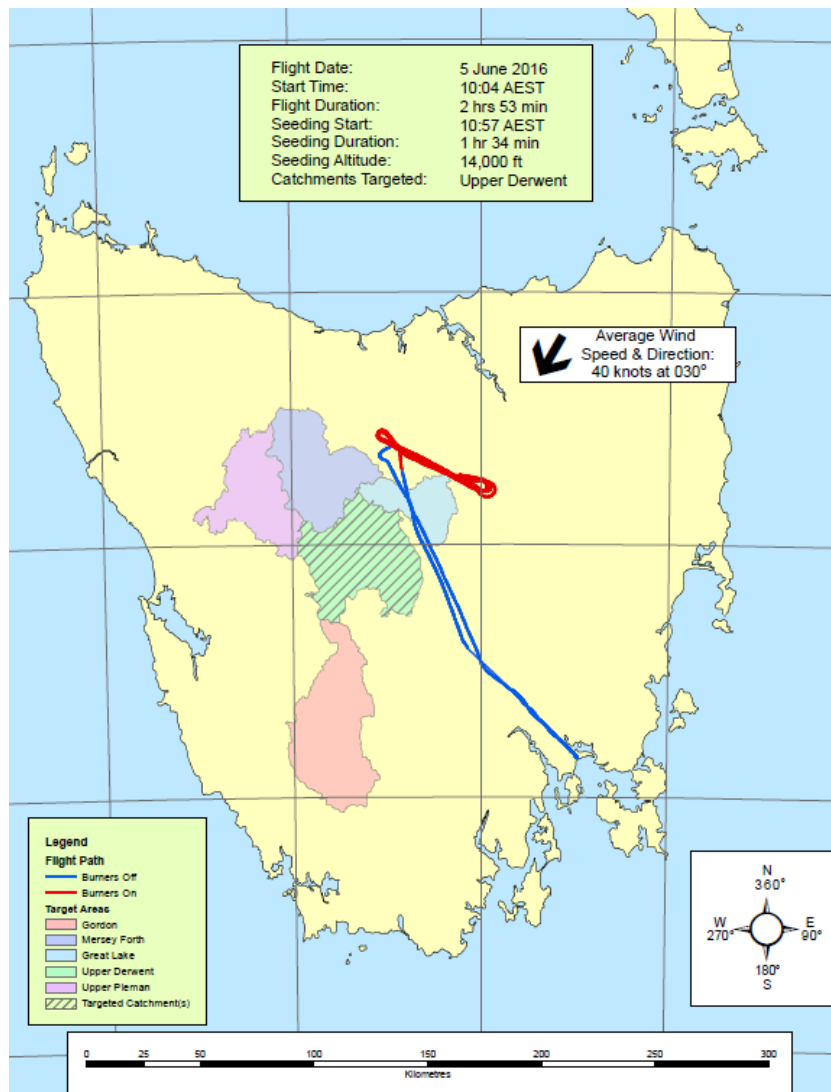 Flight Date: 5 June 2016
Start Time: 10:04 AEST
Flight Duration: 2 hrs 53 min
Seeding Start: 10:57 AEST
Seeding Duration: 1 hr 34 min
Seeding Altitude: 14,000 ft
Catchments Targeted: Upper Derwent
Average Wind
Speed & Direction:
40 knots at 030°
Legend
Flight Path
Burners Off
Burners On
Target Areas
Gordon
Mersey Forth
Great Lake
Upper Derwent
Upper Pieman
Targeted Catchment(s)
N
360°
W
270°
E
90°
180°
S
0 25 50 100 150 200 250 300
Kilometres